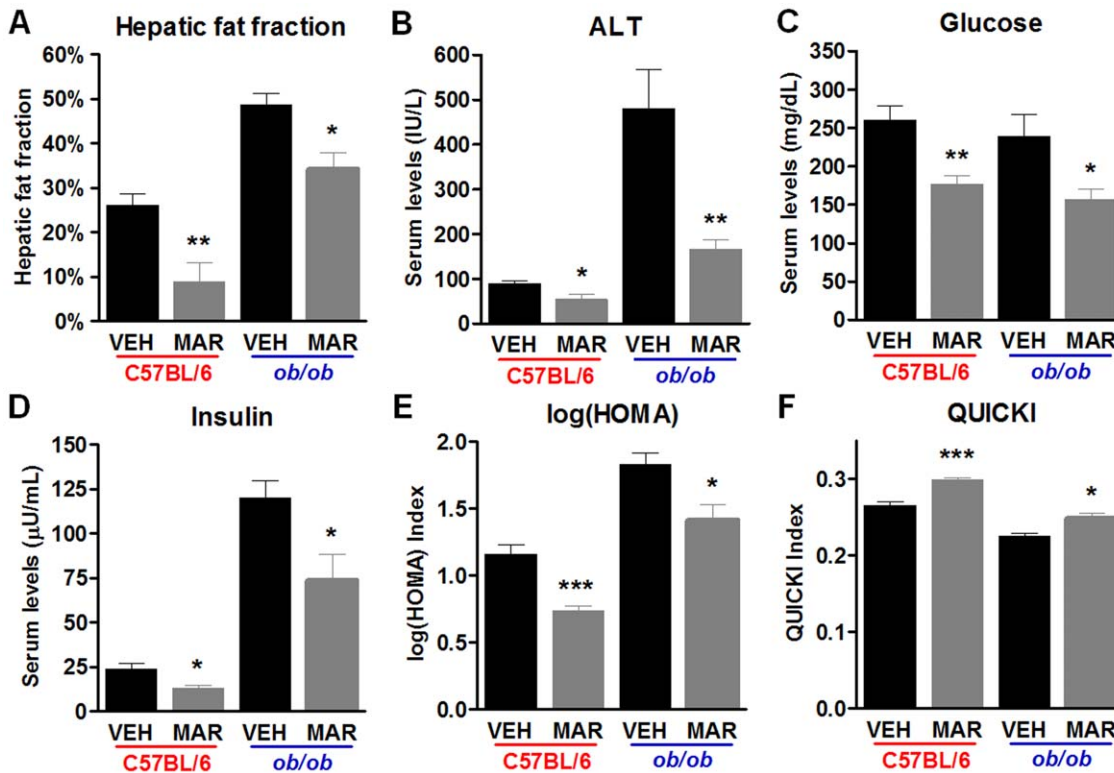 A Hepatic fat fraction
Hepatic fat fraction
60%
50%
40%
30%
20%
10%
0%
**
*
VEH MAR VEH MAR
C57BL/6 ob/ob
B ALT
Serum levels (IU/L)
600
500
400
300
200
100
0
*
**
VEH MAR VEH MAR
C57BL/6 ob/ob
C Glucose
Serum levels (mg/dL)
350
300
250
200
150
100
50
0
**
*
VEH MAR VEH MAR
C57BL/6 ob/ob
D Insulin
Serum levels (µU/mL)
150
125
100
75
50
25
0
*
*
VEH MAR VEH MAR
C57BL/6 ob/ob
E log(HOMA)
log(HOMA) Index
2.0
1.5
1.0
0.5
0.0
***
*
VEH MAR VEH MAR
C57BL/6 ob/ob
F QUICKI
QUICKI Index
0.3
0.2
0.1
0.0
***
*
VEH MAR VEH MAR
C57BL/6 ob/ob